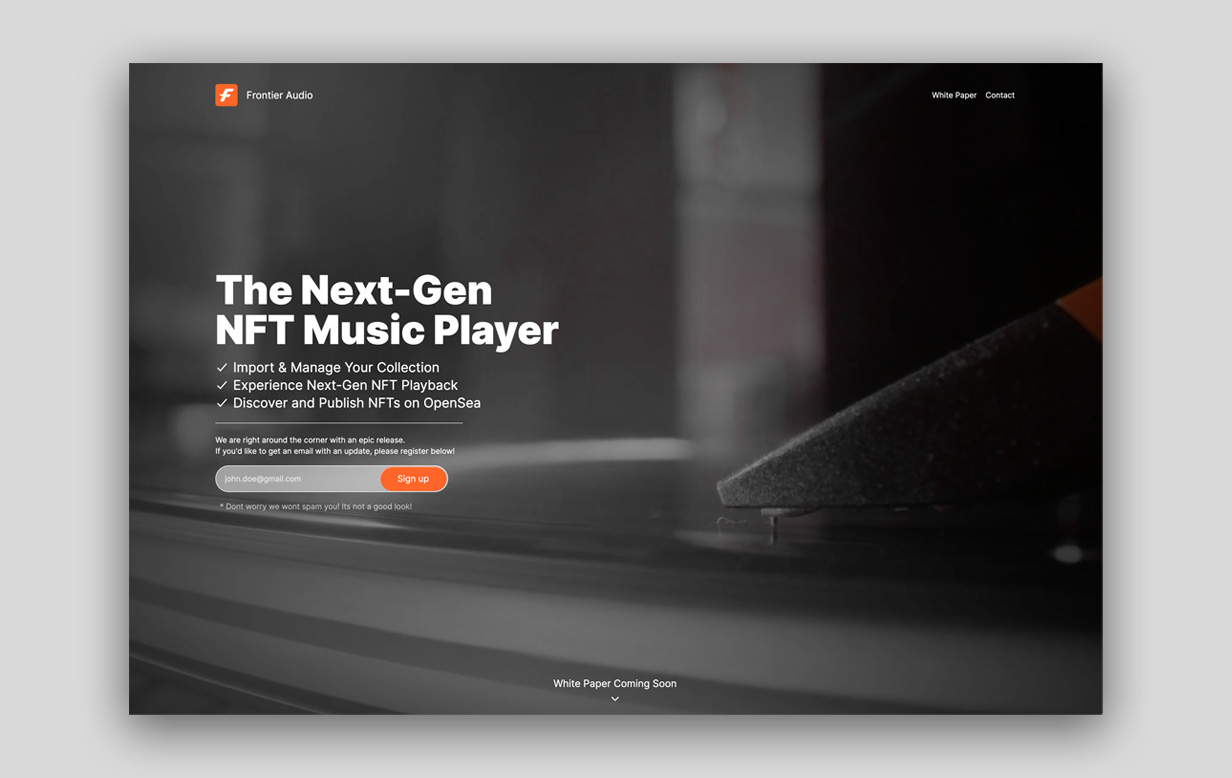 Frontier Audio
White Paper Contact
The Next-Gen
NFT Music Player
Import & Manage Your Collection
Experience Next-Gen NFT Playback
Discover and Publish NFTs on OpenSea
We are right around the corner with an epic release.
If you'd like to get an email with an update, please register below!
john.doe@gmail.com Sign up
* Dont worry we wont spam you! Its not a good look!
White Paper Coming Soon